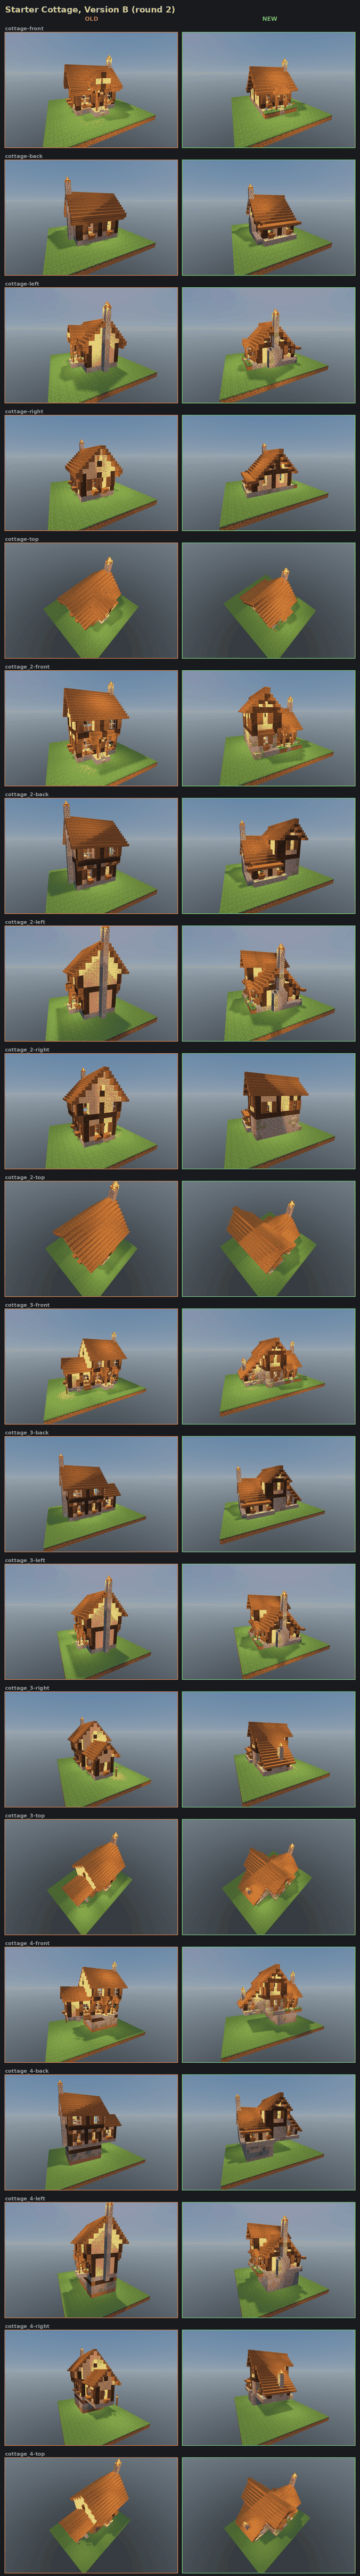 Starter Cottage, Version B (round 2)
OLD NEW
cottage-front
cottage-back
cottage-left
cottage-right
cottage-top
cottage_2-front
cottage_2-back
cottage_2-left
cottage_2-right
cottage_2-top
cottage_3-front
cottage_3-back
cottage_3-left
cottage_3-right
cottage_3-top
cottage_4-front
cottage_4-back
cottage_4-left
cottage_4-right
cottage_4-top